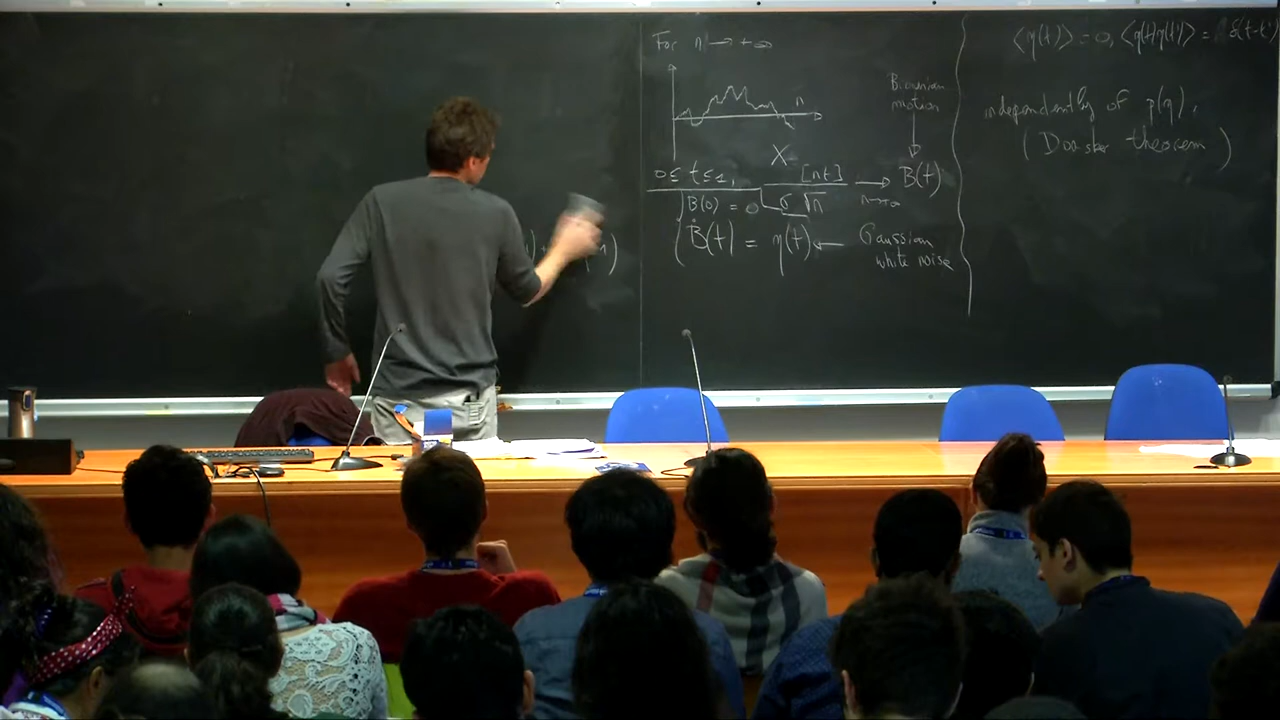 For n → +∞
n
X[nt]
0 ≤ t ≤ 1, ―― → B(t)
σ√n n→∞
Brownian
motion
B(0) = 0
Ḃ(t) = η(t) ← Gaussian
white noise
⟨η(t)⟩ = 0, ⟨η(t)η(t')⟩ = δ(t-t')
independently of p(η).
(Donsker theorem)